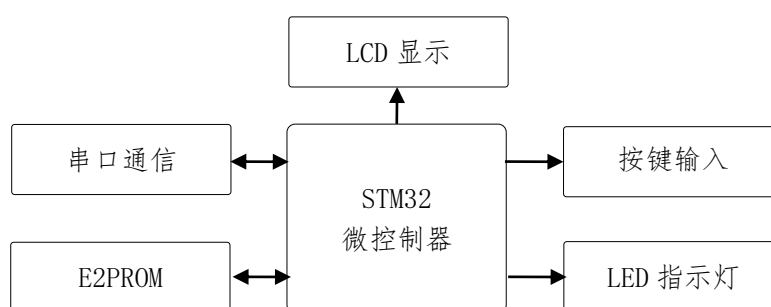 LCD 显示
串口通信
按键输入
STM32
微控制器
E2PROM
LED 指示灯